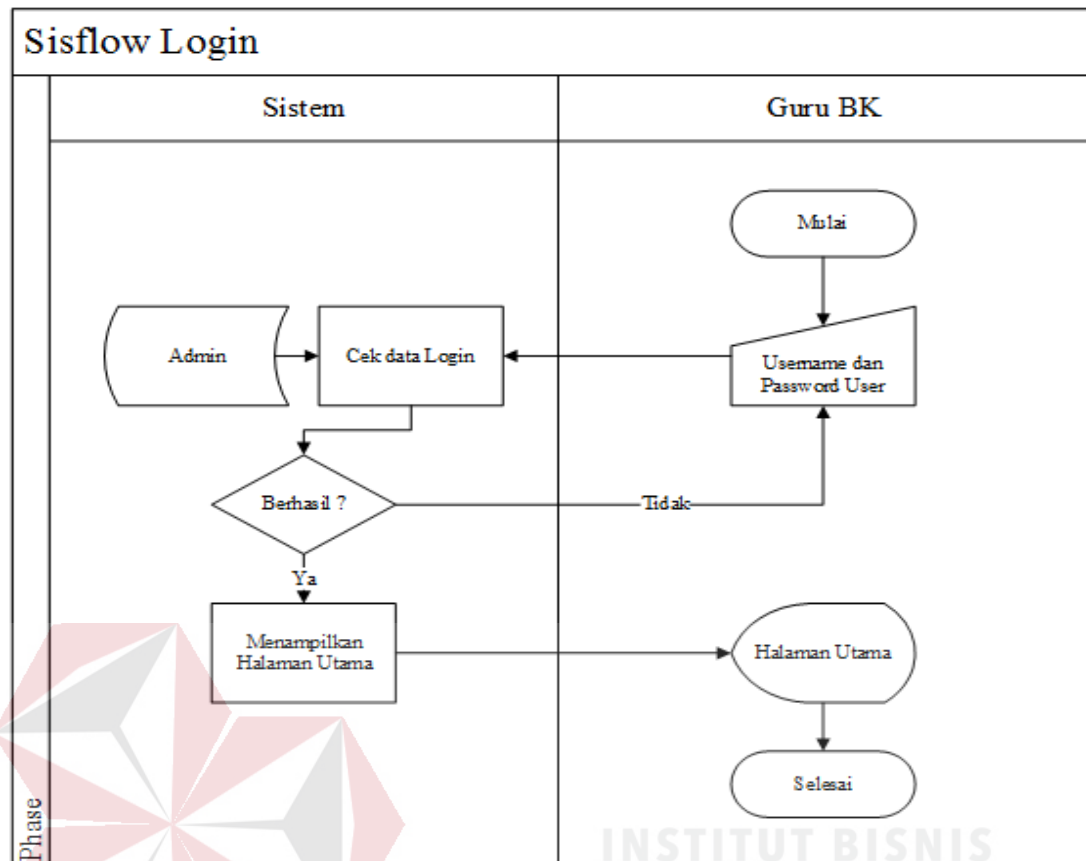 Sisflow Login
Sistem
Guru BK
Mulai
Admin
Cek data Login
Username dan
Password User
Berhasil ?
Tidak
Ya
Menampilkan
Halaman Utama
Halaman Utama
Selesai
Phase
INSTITUT BISNIS